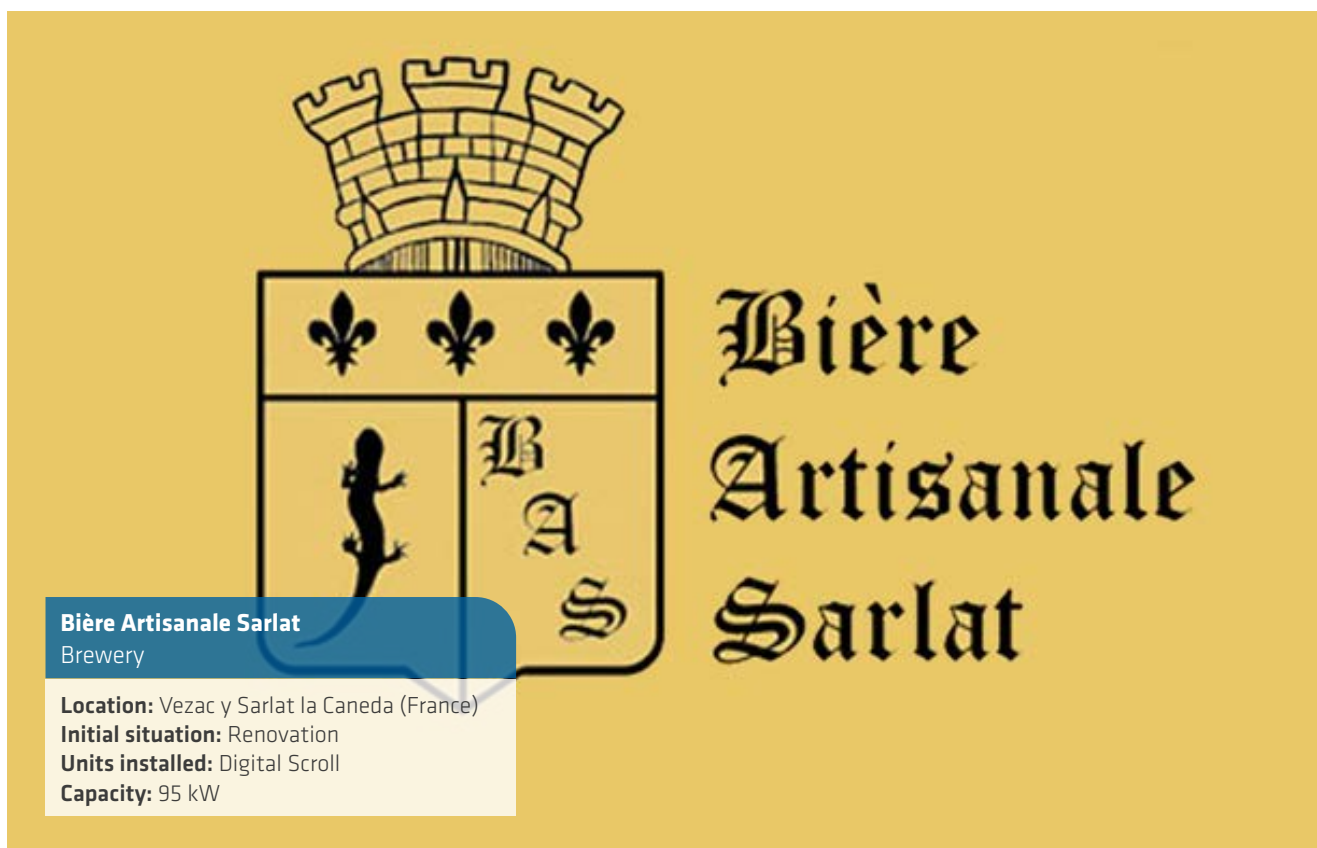 B
A
S
Bière
Artisanale
Sarlat
Bière Artisanale Sarlat
Brewery
Location: Vezac y Sarlat la Caneda (France)
Initial situation: Renovation
Units installed: Digital Scroll
Capacity: 95 kW